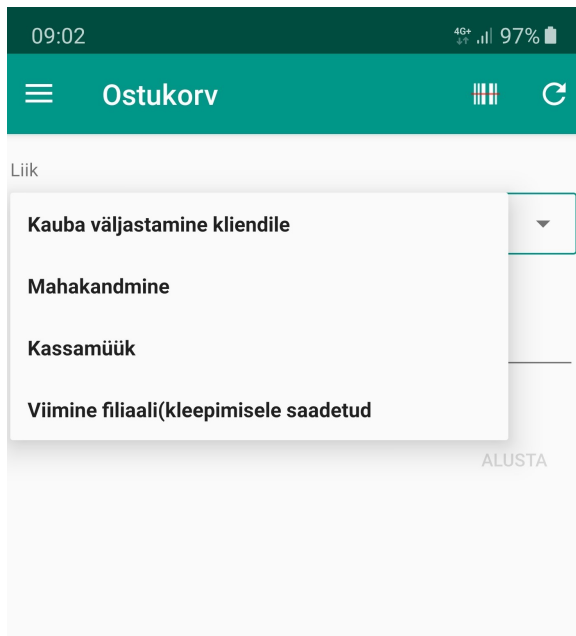 09:02 4G+ 97%
Ostukorv
Liik
Kauba väljastamine kliendile
Mahakandmine
Kassamüük
Viimine filiaali(kleepimisele saadetud
ALUSTA